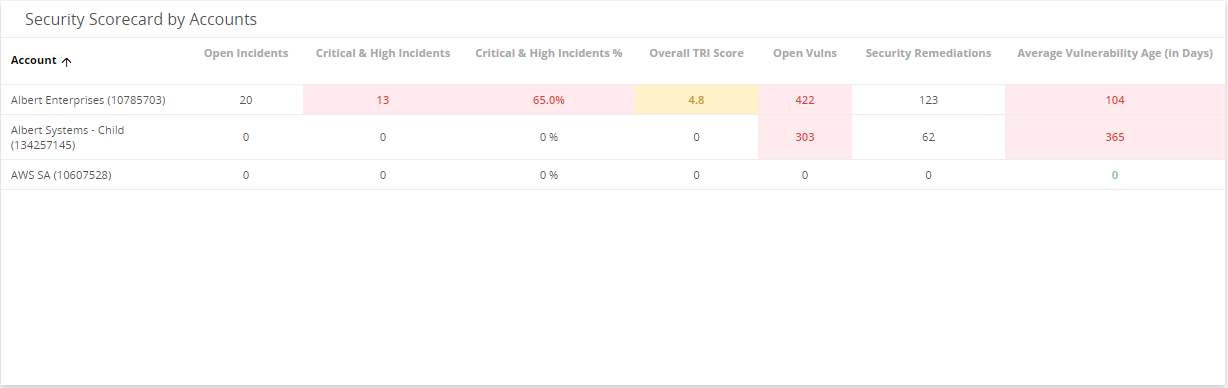 Security Scorecard by Accounts
Account Open Incidents Critical & High Incidents Critical & High Incidents % Overall TRI Score Open Vulns Security Remediations Average Vulnerability Age (in Days)
Albert Enterprises (10785703) 20 13 65.0% 4.8 422 123 104
Albert Systems - Child
(134257145) 0 0 0 % 0 303 62 365
AWS SA (10607528) 0 0 0 % 0 0 0 0